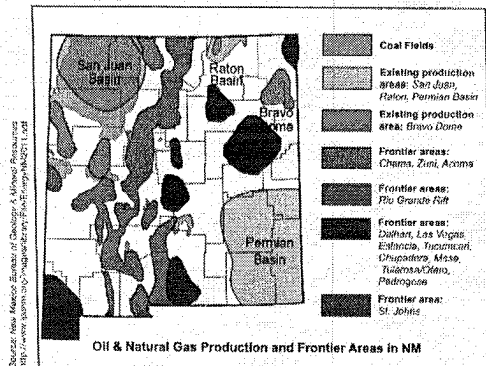 San Juan
Basin
Raton
Basin
Bravo
Dome
Permian
Basin
Coal Fields
Existing production
areas: San Juan,
Raton, Permian Basin
Existing production
area: Bravo Dome
Frontier areas:
Chama, Zuni, Acoma
Frontier areas:
Rio Grande Rift
Frontier areas:
Dalhart, Las Vegas
Estancia, Tucumcari,
Chupadera, Mesa,
Tularosa/Otero,
Pedregosa
Frontier area:
St. Johns
Oil & Natural Gas Production and Frontier Areas in NM
Source: New Mexico Bureau of Geology & Mineral Resources